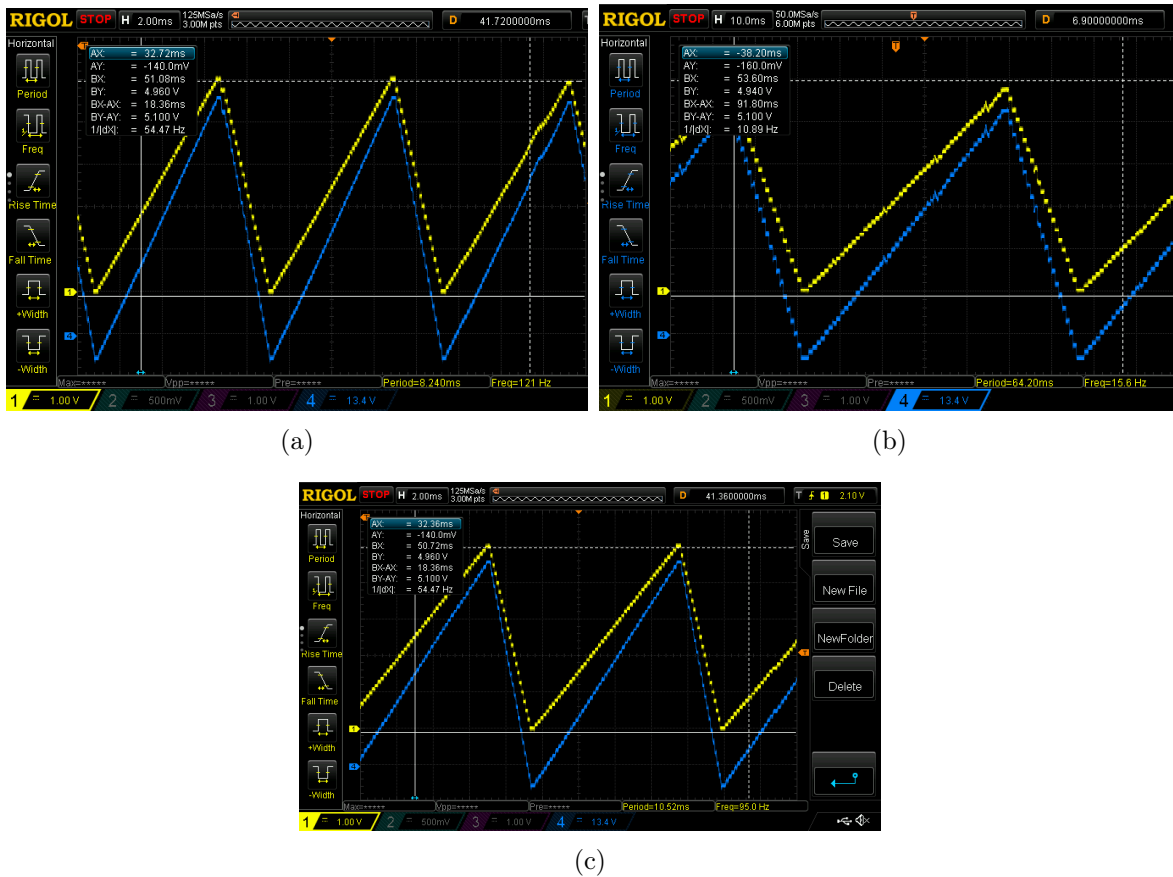 RIGOL STOP H 2.00ms 125MSa/s 3.00M pts D 41.7200000ms
Horizontal
AX: = 32.72ms
AY: = -140.0mV
BX: = 51.08ms
BY: = 4.960 V
BX-AX: = 18.36ms
BY-AY: = 5.100 V
1/|dX|: = 54.47 Hz
Period
Freq
Rise Time
Fall Time
+Width
-Width
Max=***** Vpp=***** Pre=***** Period=8.240ms Freq=121 Hz
1 = 1.00 V 2 = 500mV 3 = 1.00 V 4 = 13.4 V
(a)
RIGOL STOP H 10.0ms 50.0MSa/s 6.00M pts D 6.90000000ms
Horizontal
AX: = -38.20ms
AY: = -160.0mV
BX: = 53.60ms
BY: = 4.940 V
BX-AX: = 91.80ms
BY-AY: = 5.100 V
1/|dX|: = 10.89 Hz
Period
Freq
Rise Time
Fall Time
+Width
-Width
Max=***** Vpp=***** Pre=***** Period=64.20ms Freq=15.6 Hz
1 = 1.00 V 2 = 500mV 3 = 1.00 V 4 = 13.4 V
(b)
RIGOL STOP H 2.00ms 125MSa/s 3.00M pts D 41.3600000ms T 1 2.10 V
Horizontal
AX: = 32.36ms
AY: = -140.0mV
BX: = 50.72ms
BY: = 4.960 V
BX-AX: = 18.36ms
BY-AY: = 5.100 V
1/|dX|: = 54.47 Hz
Period
Freq
Rise Time
Fall Time
+Width
-Width
Save
Save
New File
NewFolder
Delete
Max=***** Vpp=***** Pre=***** Period=10.52ms Freq=95.0 Hz
1 = 1.00 V 2 = 500mV 3 = 1.00 V 4 = 13.4 V
(c)